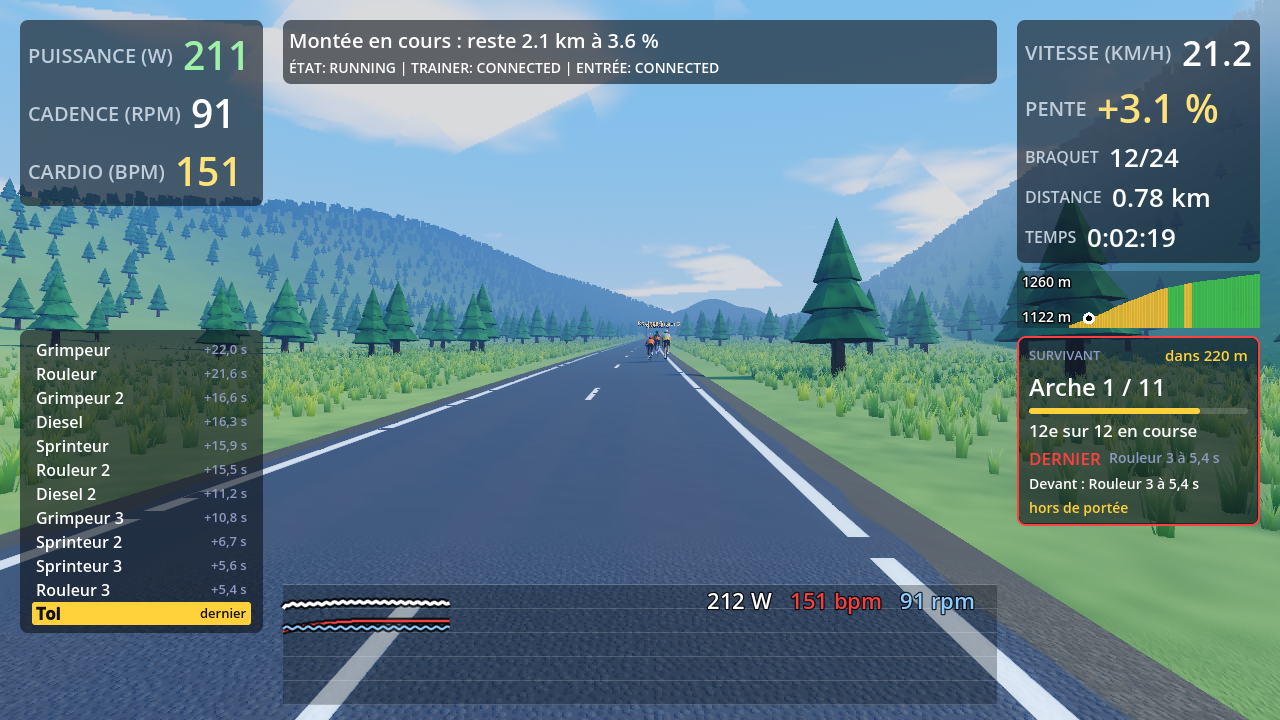 PUISSANCE (W) 211
CADENCE (RPM) 91
CARDIO (BPM) 151
Montée en cours : reste 2.1 km à 3.6 %
ÉTAT: RUNNING | TRAINER: CONNECTED | ENTRÉE: CONNECTED
VITESSE (KM/H) 21.2
PENTE +3.1 %
BRAQUET 12/24
DISTANCE 0.78 km
TEMPS 0:02:19
1260 m
1122 m
SURVIVANT dans 220 m
Arche 1 / 11
12e sur 12 en course
DERNIER Rouleur 3 à 5,4 s
Devant : Rouleur 3 à 5,4 s
hors de portée
Grimpeur +22,0 s
Rouleur +21,6 s
Grimpeur 2 +16,6 s
Diesel +16,3 s
Sprinteur +15,9 s
Rouleur 2 +15,5 s
Diesel 2 +11,2 s
Grimpeur 3 +10,8 s
Sprinteur 2 +6,7 s
Sprinteur 3 +5,6 s
Rouleur 3 +5,4 s
Toi dernier
212 W 151 bpm 91 rpm